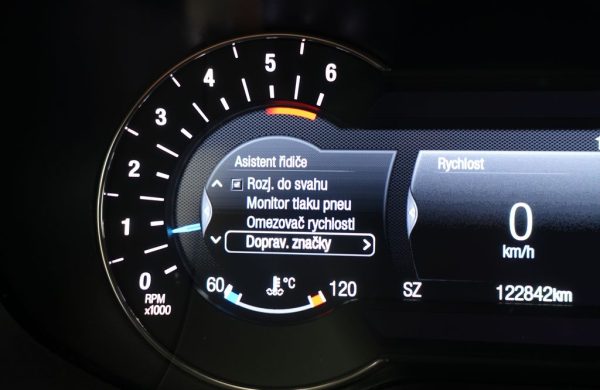 6
5
4
3
2
1
0
RPM
x1000
Asistent řidiče
Rozj. do svahu
Monitor tlaku pneu
Omezovač rychlosti
Doprav. značky
60 °C 120
Rychlost
0
km/h
SZ 122842km